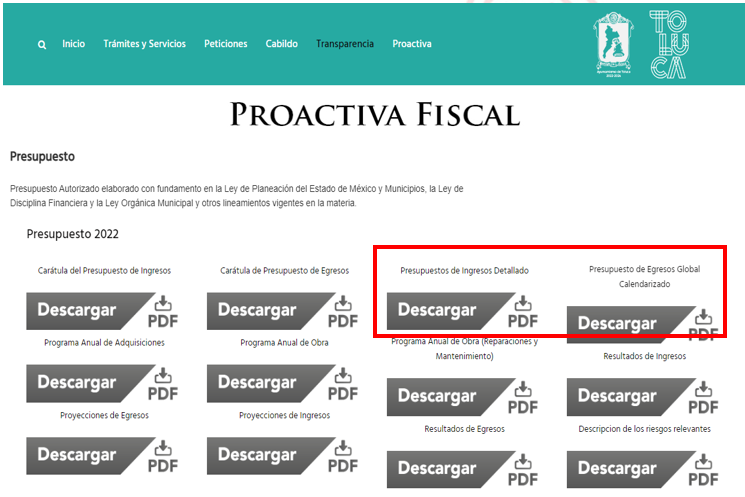 Inicio Trámites y Servicios Peticiones Cabildo Transparencia Proactiva
TOLUCA
PROACTIVA FISCAL
Presupuesto
Presupuesto Autorizado elaborado con fundamento en la Ley de Planeación del Estado de México y Municipios, la Ley de
Disciplina Financiera y la Ley Orgánica Municipal y otros lineamientos vigentes en la materia.
Presupuesto 2022
Carátula del Presupuesto de Ingresos
Descargar PDF
Carátula de Presupuesto de Egresos
Descargar PDF
Presupuestos de Ingresos Detallado
Descargar PDF
Presupuesto de Egresos Global
Calendarizado
Descargar PDF
Programa Anual de Adquisiciones
Descargar PDF
Programa Anual de Obra
Descargar PDF
Programa Anual de Obra (Reparaciones y
Mantenimiento)
Descargar PDF
Resultados de Ingresos
Descargar PDF
Proyecciones de Egresos
Descargar PDF
Proyecciones de Ingresos
Descargar PDF
Resultados de Egresos
Descargar PDF
Descripcion de los riesgos relevantes
Descargar PDF